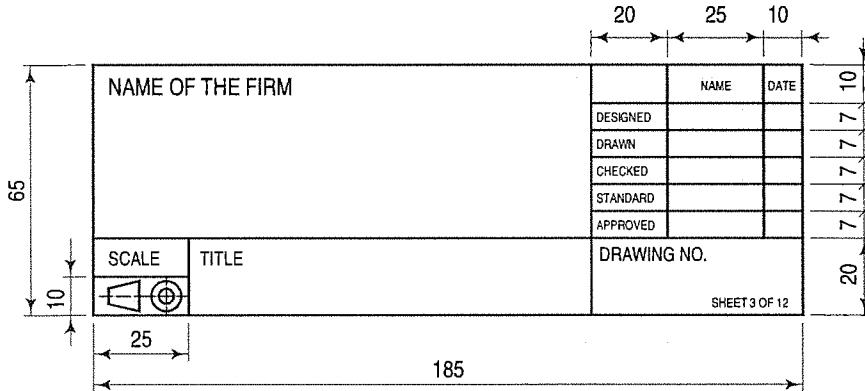 20 25 10
NAME OF THE FIRM
NAME DATE
10
DESIGNED
7
DRAWN
7
CHECKED
7
STANDARD
7
APPROVED
7
65
SCALE TITLE DRAWING NO.
20
10
SHEET 3 OF 12
25
185